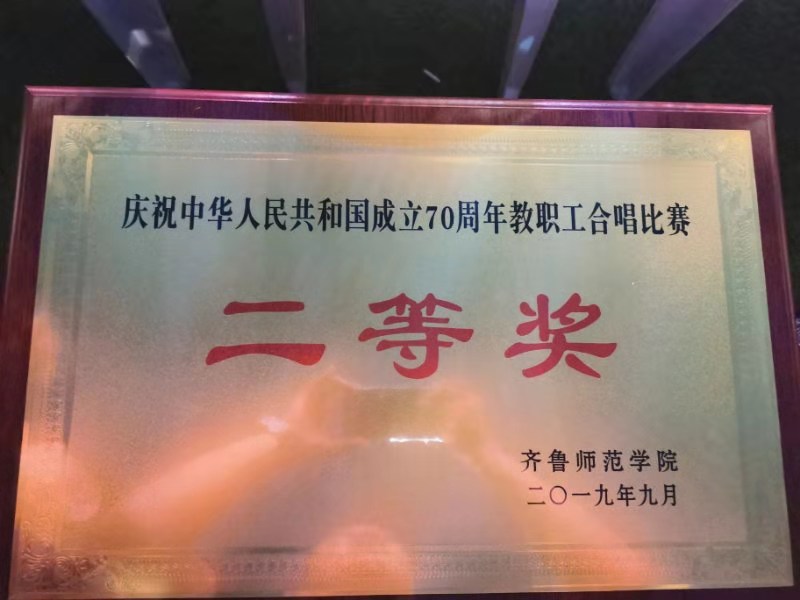 庆祝中华人民共和国成立70周年教职工合唱比赛
二等奖
齐鲁师范学院
二〇一九年九月